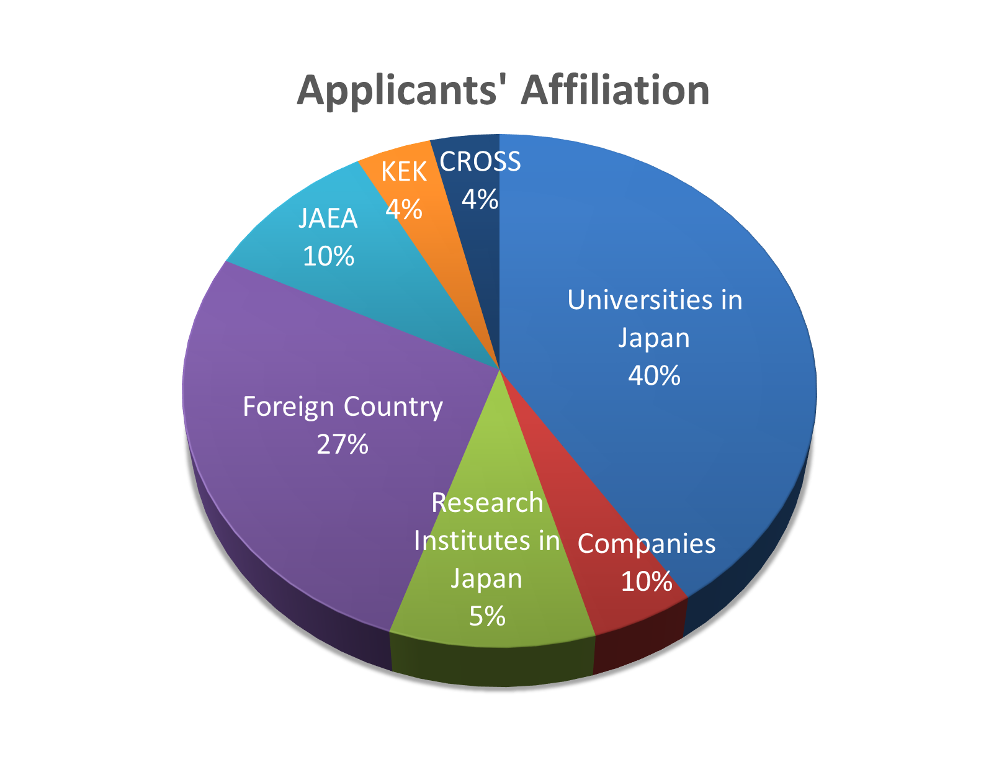 Applicants' Affiliation
CROSS
4%
KEK
4%
JAEA
10%
Universities in
Japan
40%
Foreign Country
27%
Research
Institutes in
Japan
5%
Companies
10%